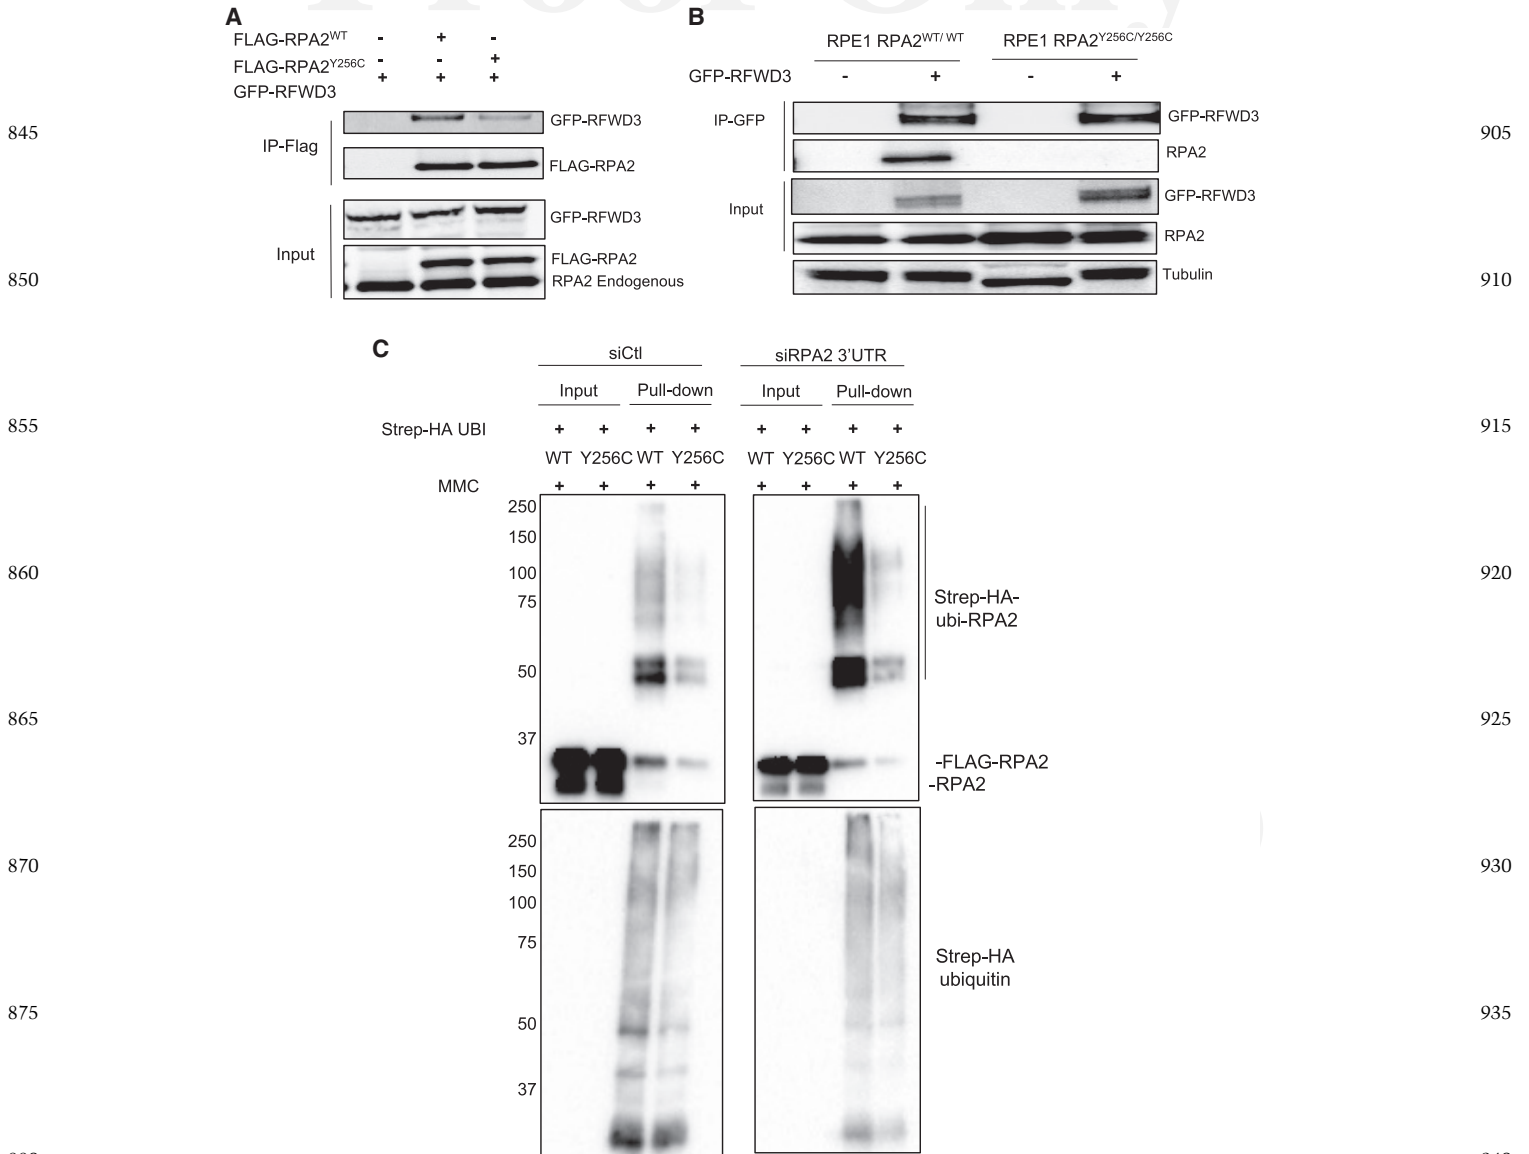 Proof Only
A
FLAG-RPA2WT - + -
FLAG-RPA2Y256C - - +
GFP-RFWD3 + + +
IP-Flag
GFP-RFWD3
FLAG-RPA2
Input
GFP-RFWD3
FLAG-RPA2
RPA2 Endogenous
B
RPE1 RPA2WT/ WT RPE1 RPA2Y256C/Y256C
GFP-RFWD3 - + - +
IP-GFP
GFP-RFWD3
RPA2
Input
GFP-RFWD3
RPA2
Tubulin
C
siCtl siRPA2 3’UTR
Input Pull-down Input Pull-down
Strep-HA UBI + + + + + + + +
WT Y256C WT Y256C WT Y256C WT Y256C
MMC + + + + + + + +
250
150
100
75
50
37
Strep-HA-
ubi-RPA2
-FLAG-RPA2
-RPA2
250
150
100
75
50
37
Strep-HA
ubiquitin
845
850
855
860
865
870
875
905
910
915
920
925
930
935